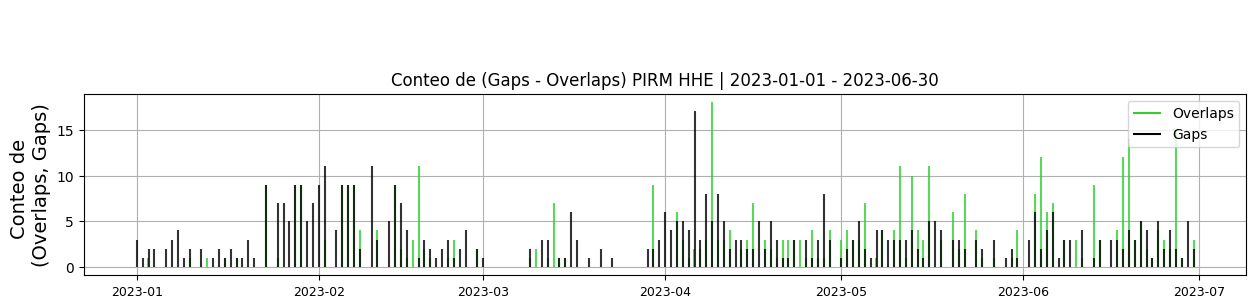 Conteo de (Gaps - Overlaps) PIRM HHE | 2023-01-01 - 2023-06-30
Conteo de
(Overlaps, Gaps)
15
10
5
0
Overlaps
Gaps
2023-01
2023-02
2023-03
2023-04
2023-05
2023-06
2023-07